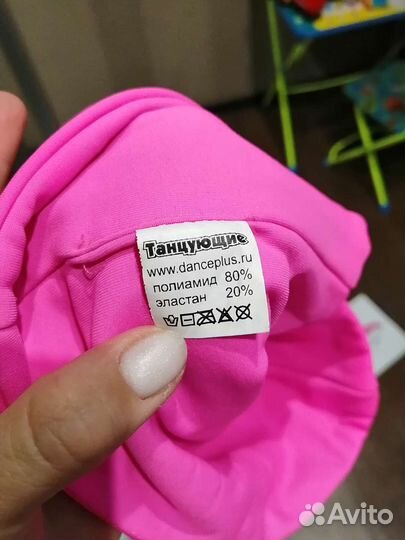 Танцующие
www.danceplus.ru
полиамид 80%
эластан 20%
Avito